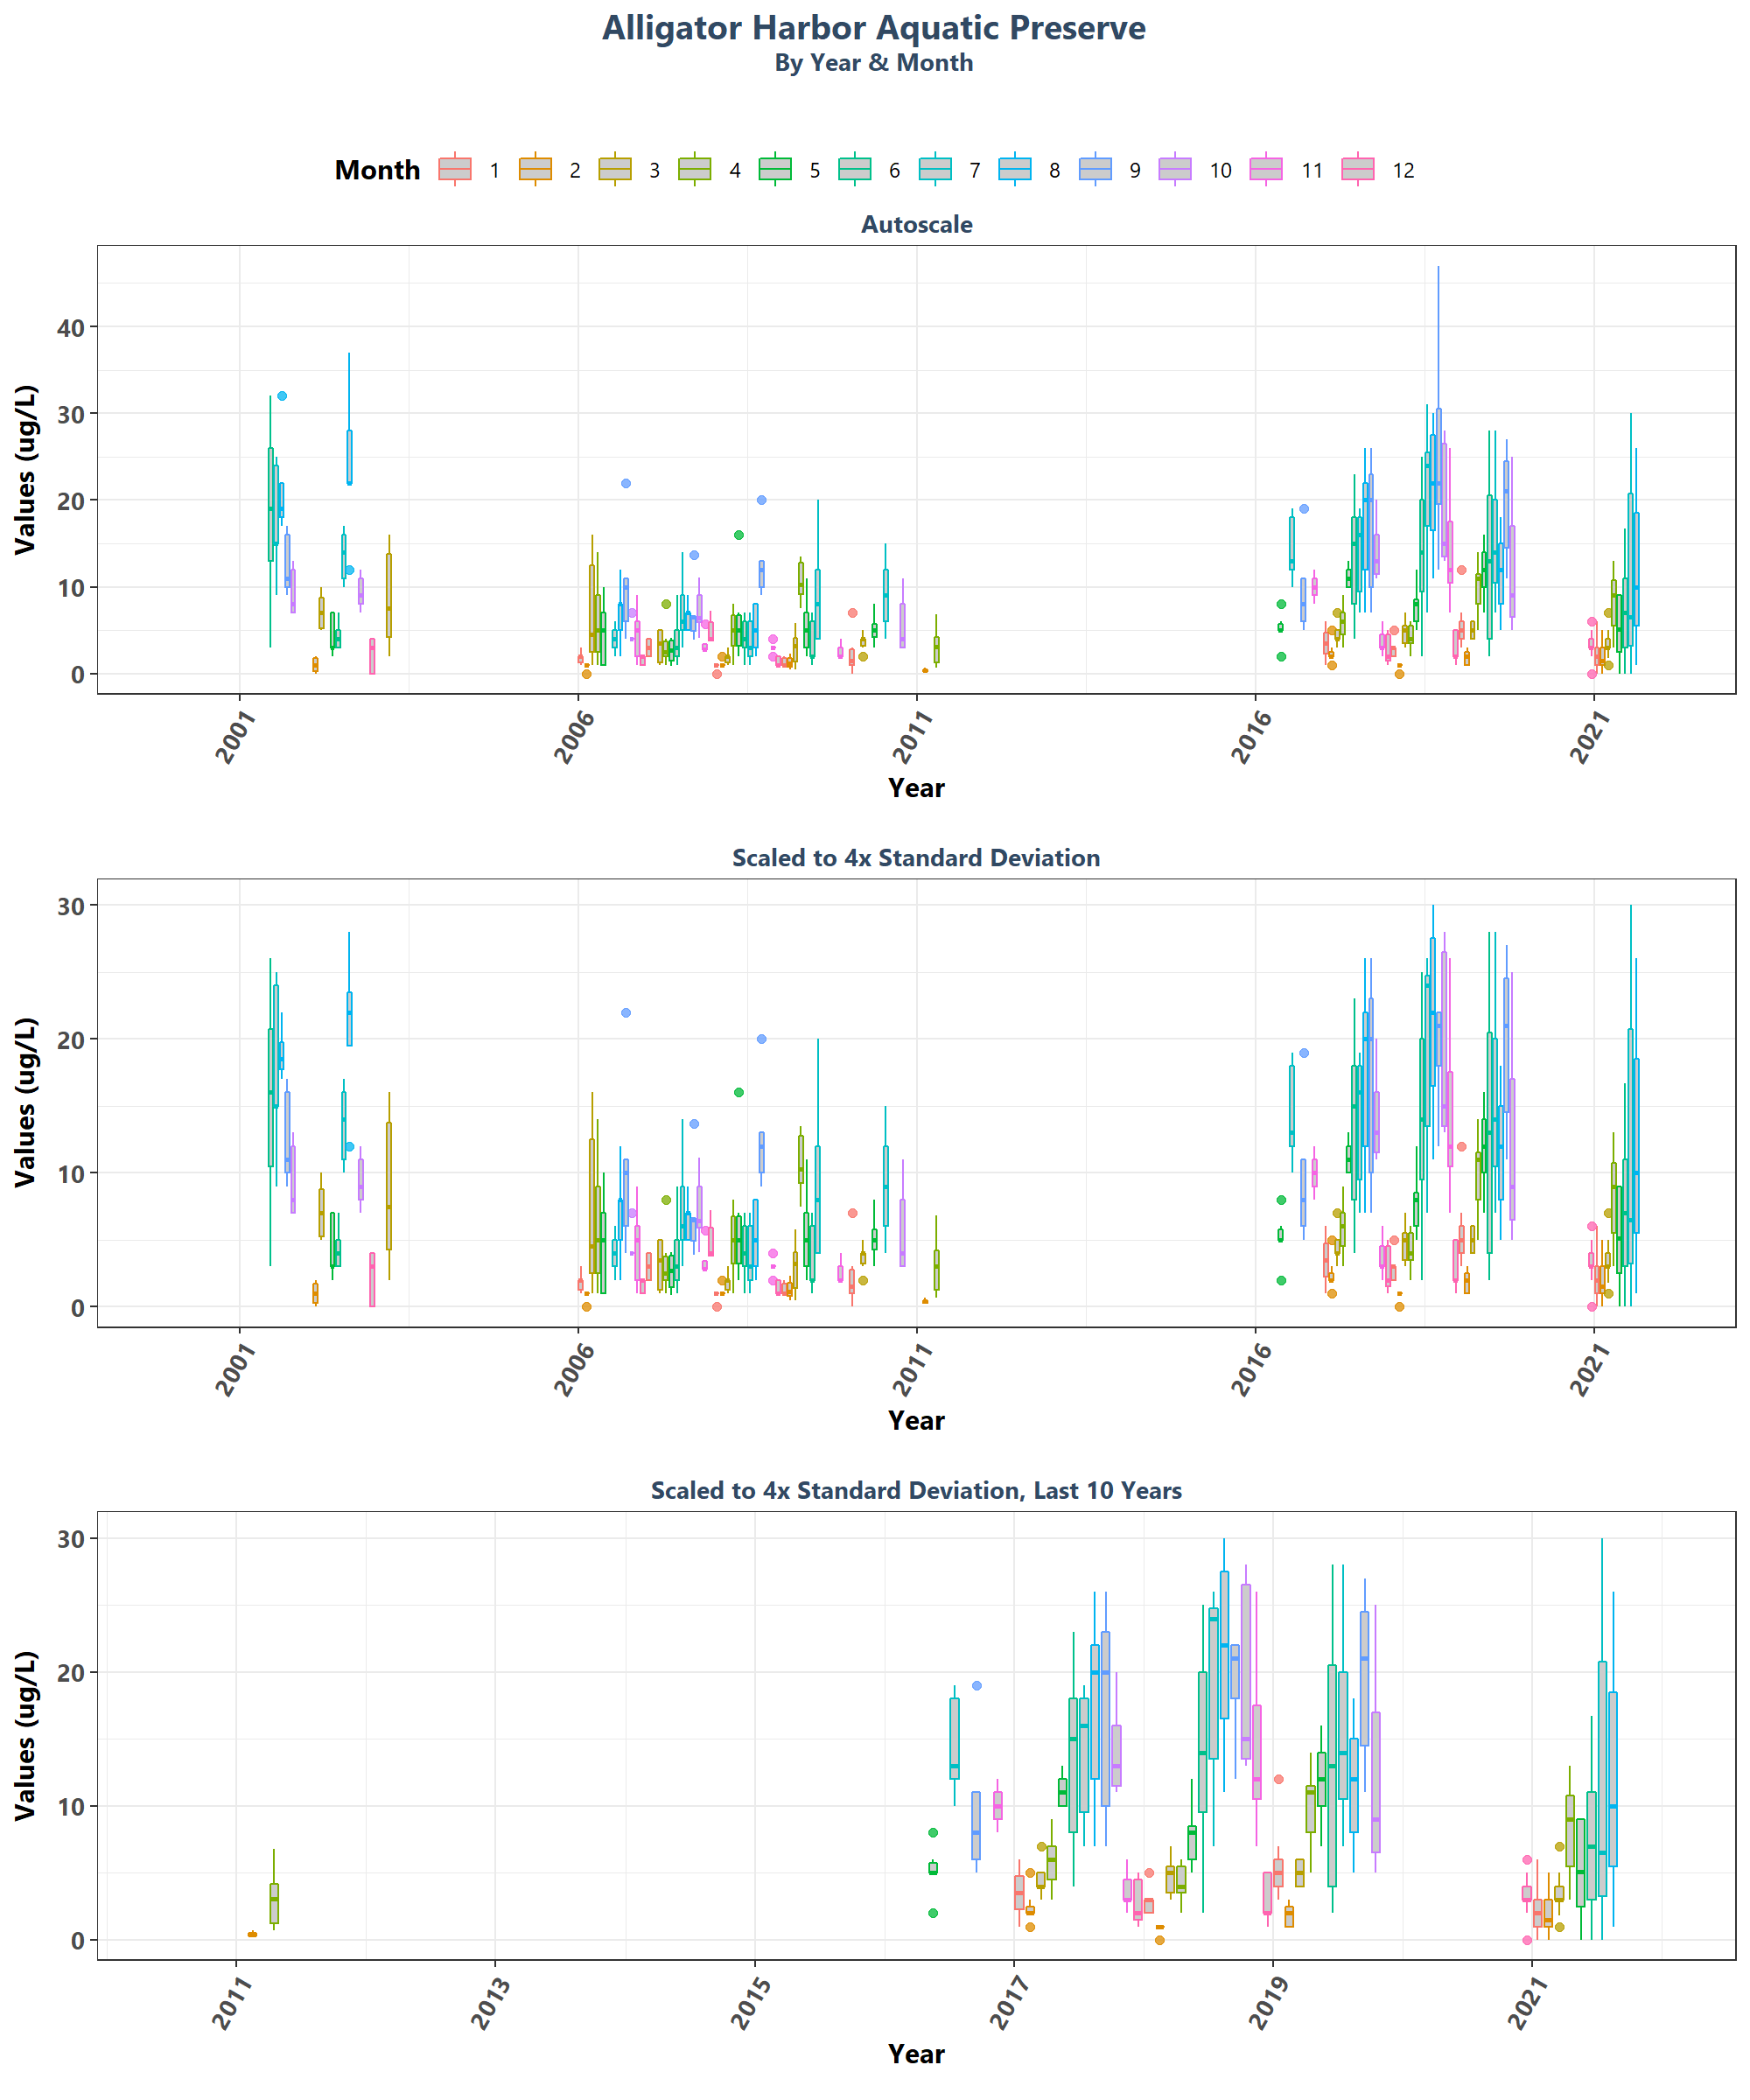 Alligator Harbor Aquatic Preserve
By Year & Month
Month 1 2 3 4 5 6 7 8 9 10 11 12
Autoscale
Values (ug/L)
40
30
20
10
0
2001 2006 2011 2016 2021
Year
Scaled to 4x Standard Deviation
Values (ug/L)
30
20
10
0
2001 2006 2011 2016 2021
Year
Scaled to 4x Standard Deviation, Last 10 Years
Values (ug/L)
30
20
10
0
2011 2013 2015 2017 2019 2021
Year